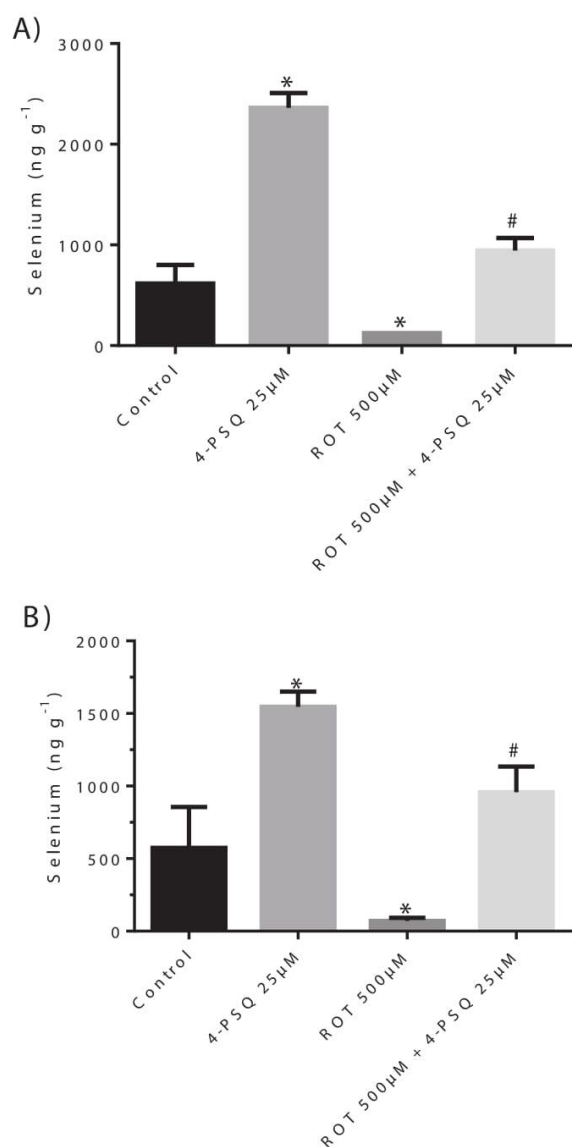 A)
Selenium (ng g⁻¹)
3000
2000
1000
0
*
*
#
Control
4-PSQ 25µM
ROT 500µM
ROT 500µM + 4-PSQ 25µM
B)
Selenium (ng g⁻¹)
2000
1500
1000
500
0
*
*
#
Control
4-PSQ 25µM
ROT 500µM
ROT 500µM + 4-PSQ 25µM